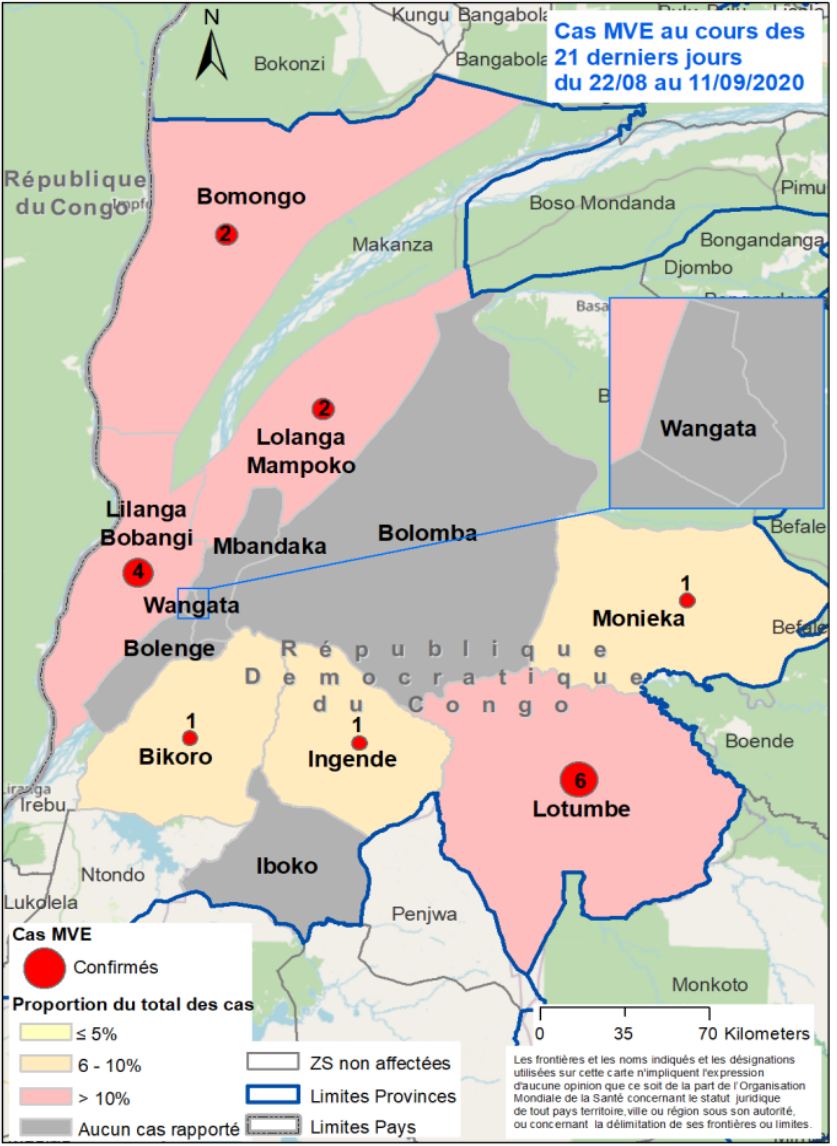 N
Kungu
Bangabola
Cas MVE au cours des
21 derniers jours
du 22/08 au 11/09/2020
Bokonzi
Bangabola
République
du Congo
Bomongo
2
Pimu
Boso Mondanda
Makanza
Bongandanga
Djombo
Basa
B
2
Lolanga
Mampoko
Wangata
Lilanga
Bobangi
4
Mbandaka
Bolomba
Befale
Wangata
1
Monieka
Befale
Bolenge
République
Democratique
du Congo
1
Bikoro
1
Ingende
Boende
6
Lotumbe
Irebu
Iboko
Ntondo
Lukolela
Penjwa
Monkoto
Cas MVE
Confirmés
Proportion du total des cas
≤ 5%
6 - 10%
> 10%
Aucun cas rapporté
ZS non affectées
Limites Provinces
Limites Pays
0 35 70 Kilometers
Les frontières et les noms indiqués et les désignations
utilisées sur cette carte n'impliquent l'expression
d'aucune opinion que ce soit de la part de l'Organisation
Mondiale de la Santé concernant le statut juridique
de tout pays territoire,ville ou région sous son autorité,
ou concernant la délimitation de ses frontières ou limites.